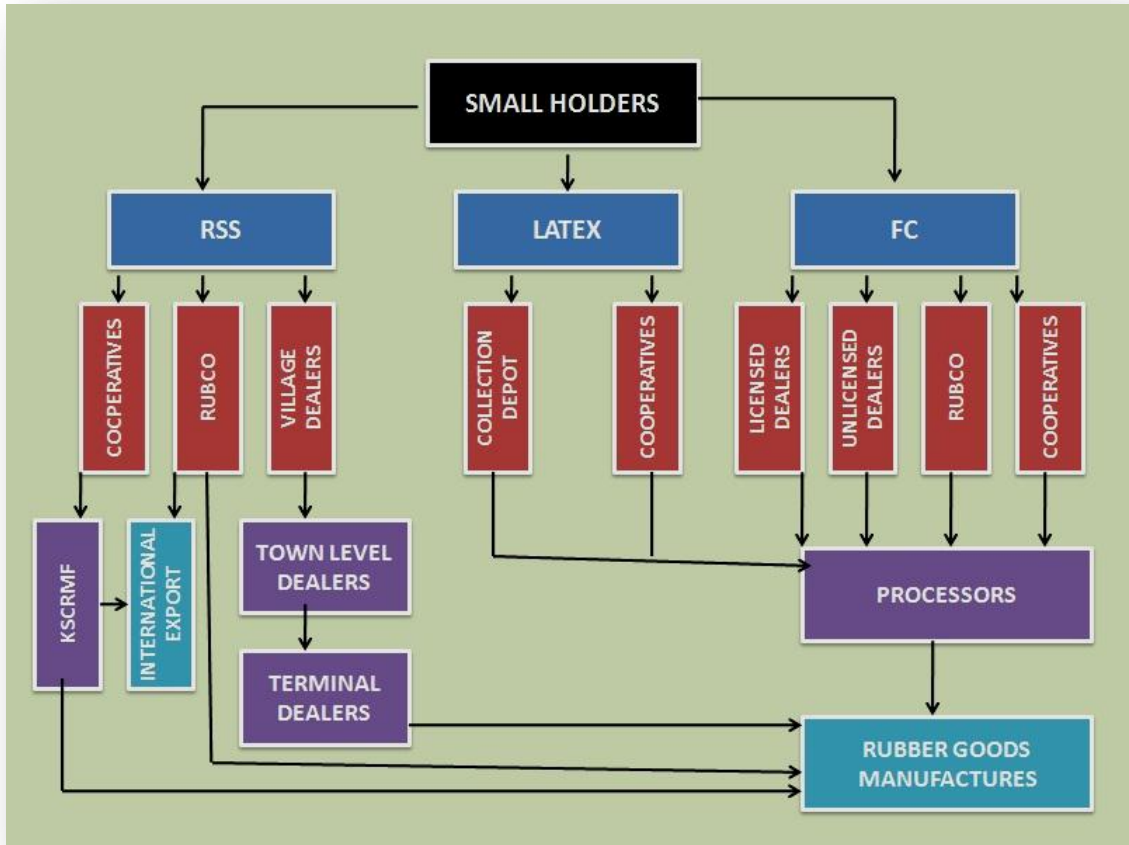 SMALL HOLDERS
RSS
LATEX
FC
COCPERATIVES
RUBCO
VILLAGE
DEALERS
COLLECTION
DEPOT
COOPERATIVES
LICENSED
DEALERS
UNLICENSED
DEALERS
RUBCO
COOPERATIVES
KSCRMF
INTERNATIONAL
EXPORT
TOWN LEVEL
DEALERS
PROCESSORS
TERMINAL
DEALERS
RUBBER GOODS
MANUFACTURES